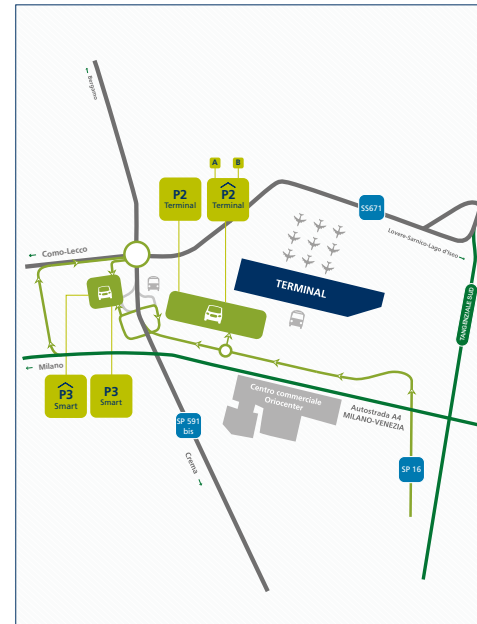 ← Bergamo
A
B
P2
Terminal
P2
Terminal
SS671
Lovere-Sarnico-Lago d'Iseo →
← Como-Lecco
TERMINAL
TANGENZIALE SUD
← Milano
P3
Smart
P3
Smart
Centro commerciale
Oriocenter
Autostrada A4
MILANO-VENEZIA
SP 591
bis
Crema →
SP 16